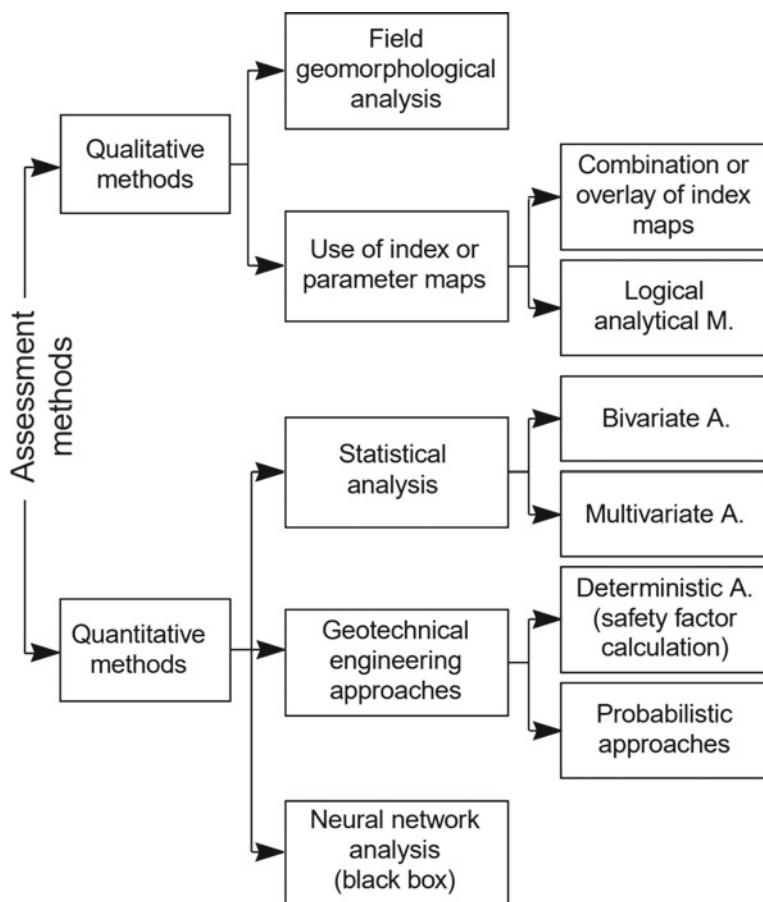 Assessment
methods
Qualitative
methods
Field
geomorphological
analysis
Use of index or
parameter maps
Combination or
overlay of index
maps
Logical
analytical M.
Quantitative
methods
Statistical
analysis
Bivariate A.
Multivariate A.
Geotechnical
engineering
approaches
Deterministic A.
(safety factor
calculation)
Probabilistic
approaches
Neural network
analysis
(black box)